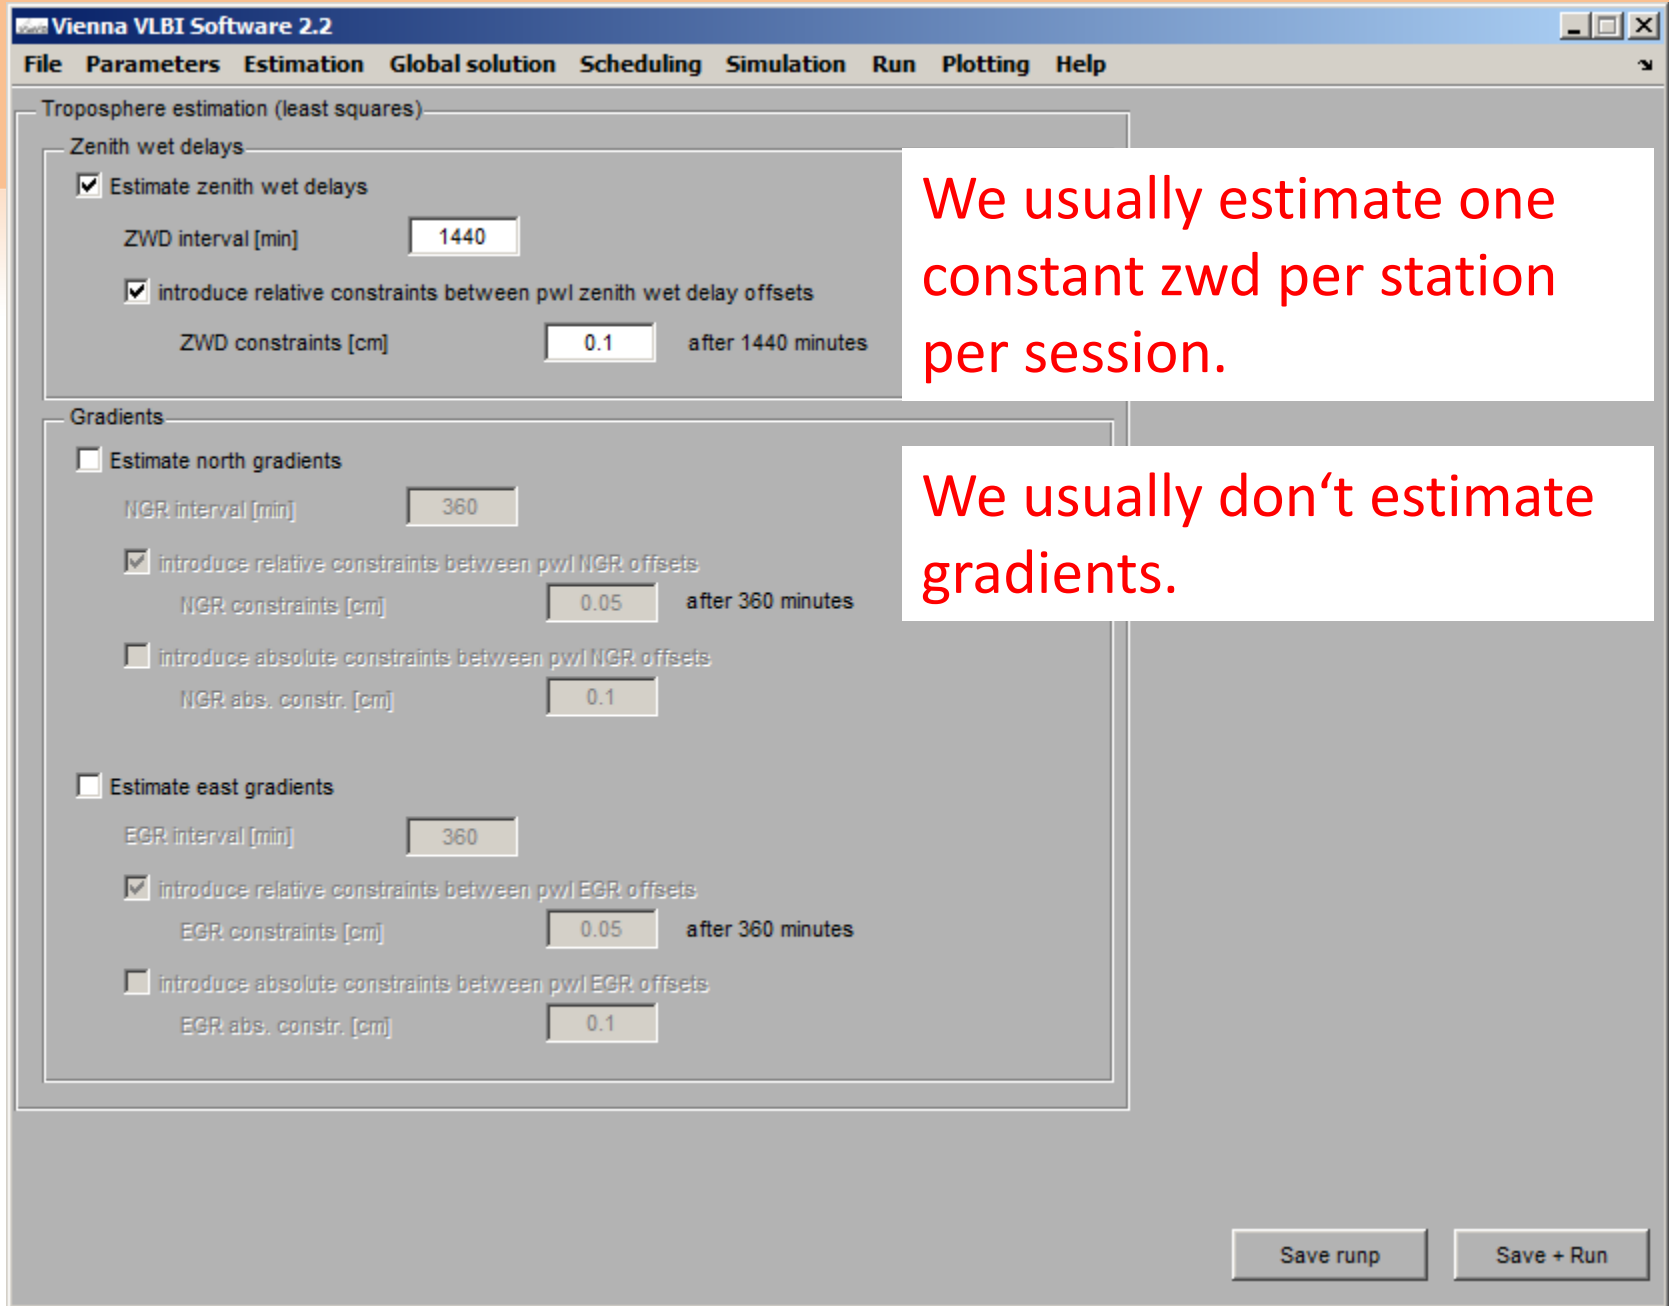 Vienna VLBI Software 2.2
File Parameters Estimation Global solution Scheduling Simulation Run Plotting Help
Troposphere estimation (least squares)
Zenith wet delays
Estimate zenith wet delays
ZWD interval [min] 1440
introduce relative constraints between pwl zenith wet delay offsets
ZWD constraints [cm] 0.1 after 1440 minutes
We usually estimate one
constant zwd per station
per session.
Gradients
Estimate north gradients
NGR interval [min] 360
introduce relative constraints between pwl NGR offsets
NGR constraints [cm] 0.05 after 360 minutes
introduce absolute constraints between pwl NGR offsets
NGR abs. constr. [cm] 0.1
We usually don‘t estimate
gradients.
Estimate east gradients
EGR interval [min] 360
introduce relative constraints between pwl EGR offsets
EGR constraints [cm] 0.05 after 360 minutes
introduce absolute constraints between pwl EGR offsets
EGR abs. constr. [cm] 0.1
Save runp Save + Run